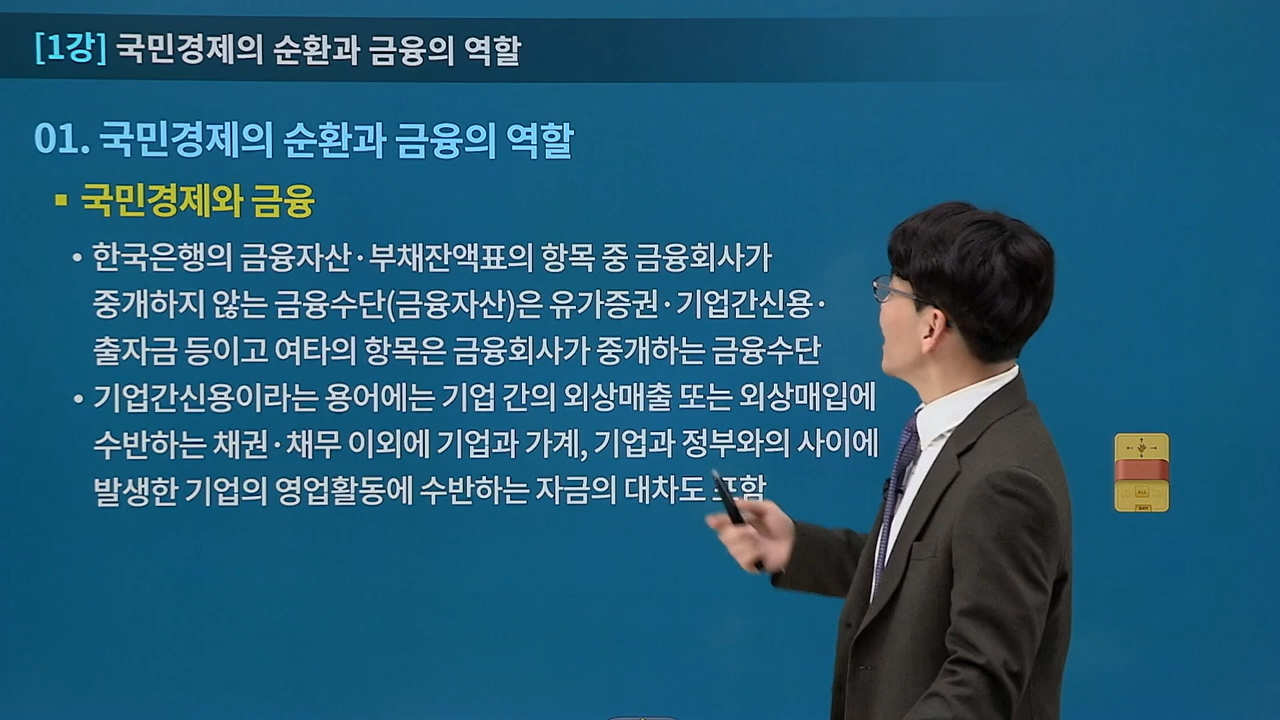 [1강] 국민경제의 순환과 금융의 역할
01. 국민경제의 순환과 금융의 역할
▪ 국민경제와 금융
• 한국은행의 금융자산·부채잔액표의 항목 중 금융회사가
중개하지 않는 금융수단(금융자산)은 유가증권·기업간신용·
출자금 등이고 여타의 항목은 금융회사가 중개하는 금융수단
• 기업간신용이라는 용어에는 기업 간의 외상매출 또는 외상매입에
수반하는 채권·채무 이외에 기업과 가계, 기업과 정부와의 사이에
발생한 기업의 영업활동에 수반하는 자금의 대차도 포함